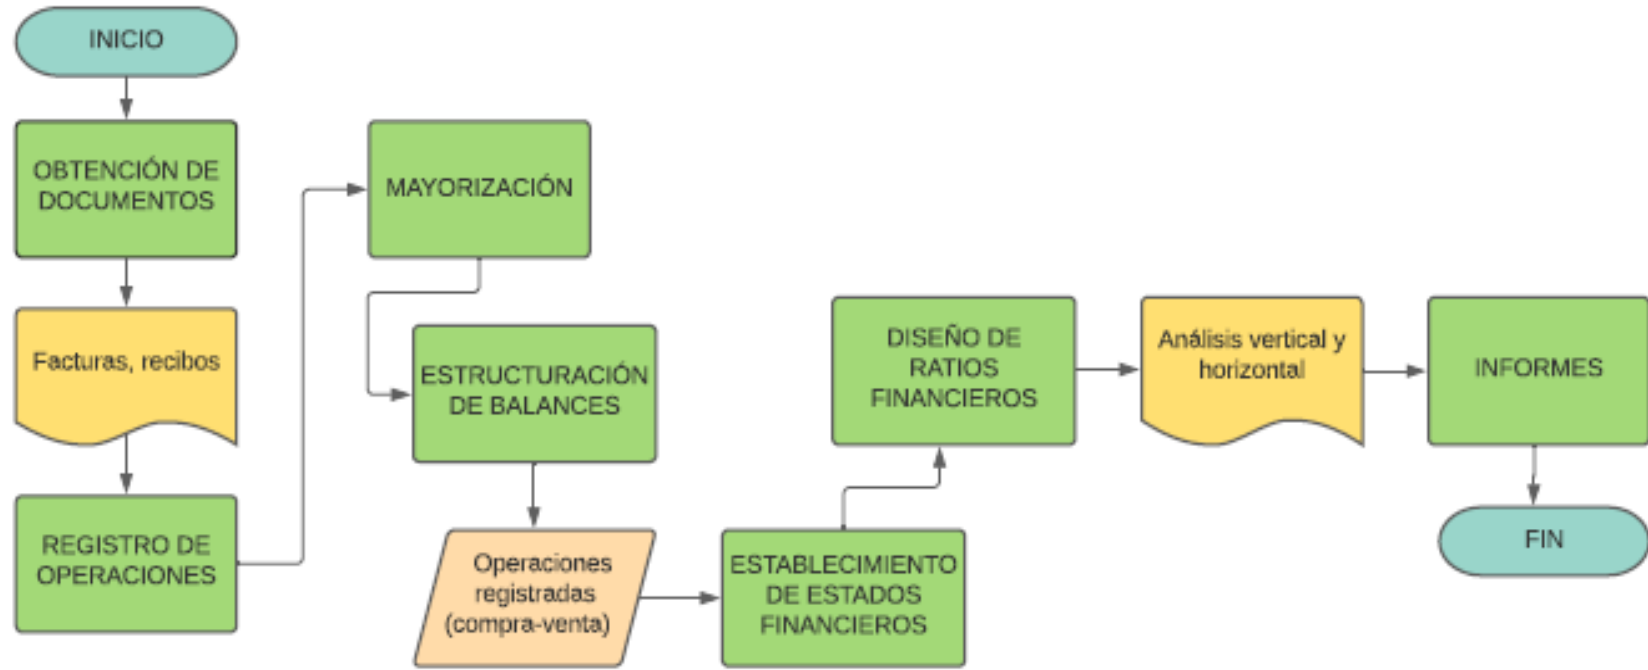 INICIO
OBTENCIÓN DE
DOCUMENTOS
Facturas, recibos
REGISTRO DE
OPERACIONES
MAYORIZACIÓN
ESTRUCTURACIÓN
DE BALANCES
Operaciones
registradas
(compra-venta)
ESTABLECIMIENTO
DE ESTADOS
FINANCIEROS
DISEÑO DE
RATIOS
FINANCIEROS
Análisis vertical y
horizontal
INFORMES
FIN